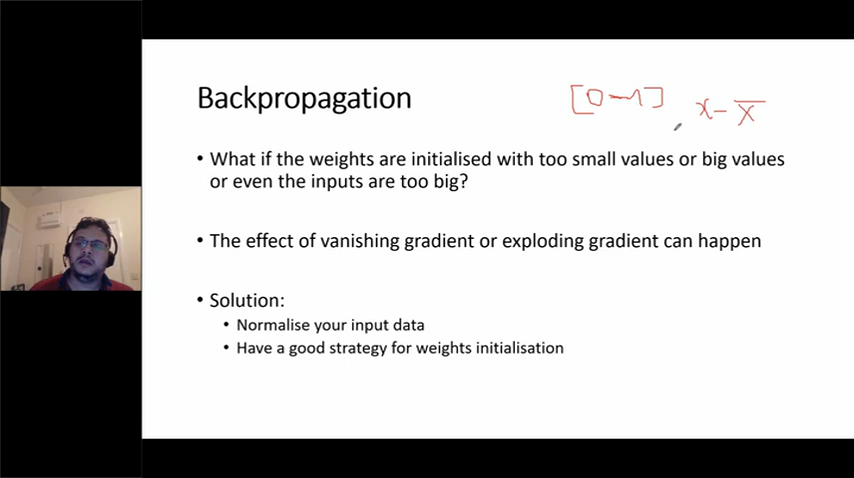 Backpropagation
[0-1]
x - x̅
• What if the weights are initialised with too small values or big values
or even the inputs are too big?
• The effect of vanishing gradient or exploding gradient can happen
• Solution:
• Normalise your input data
• Have a good strategy for weights initialisation